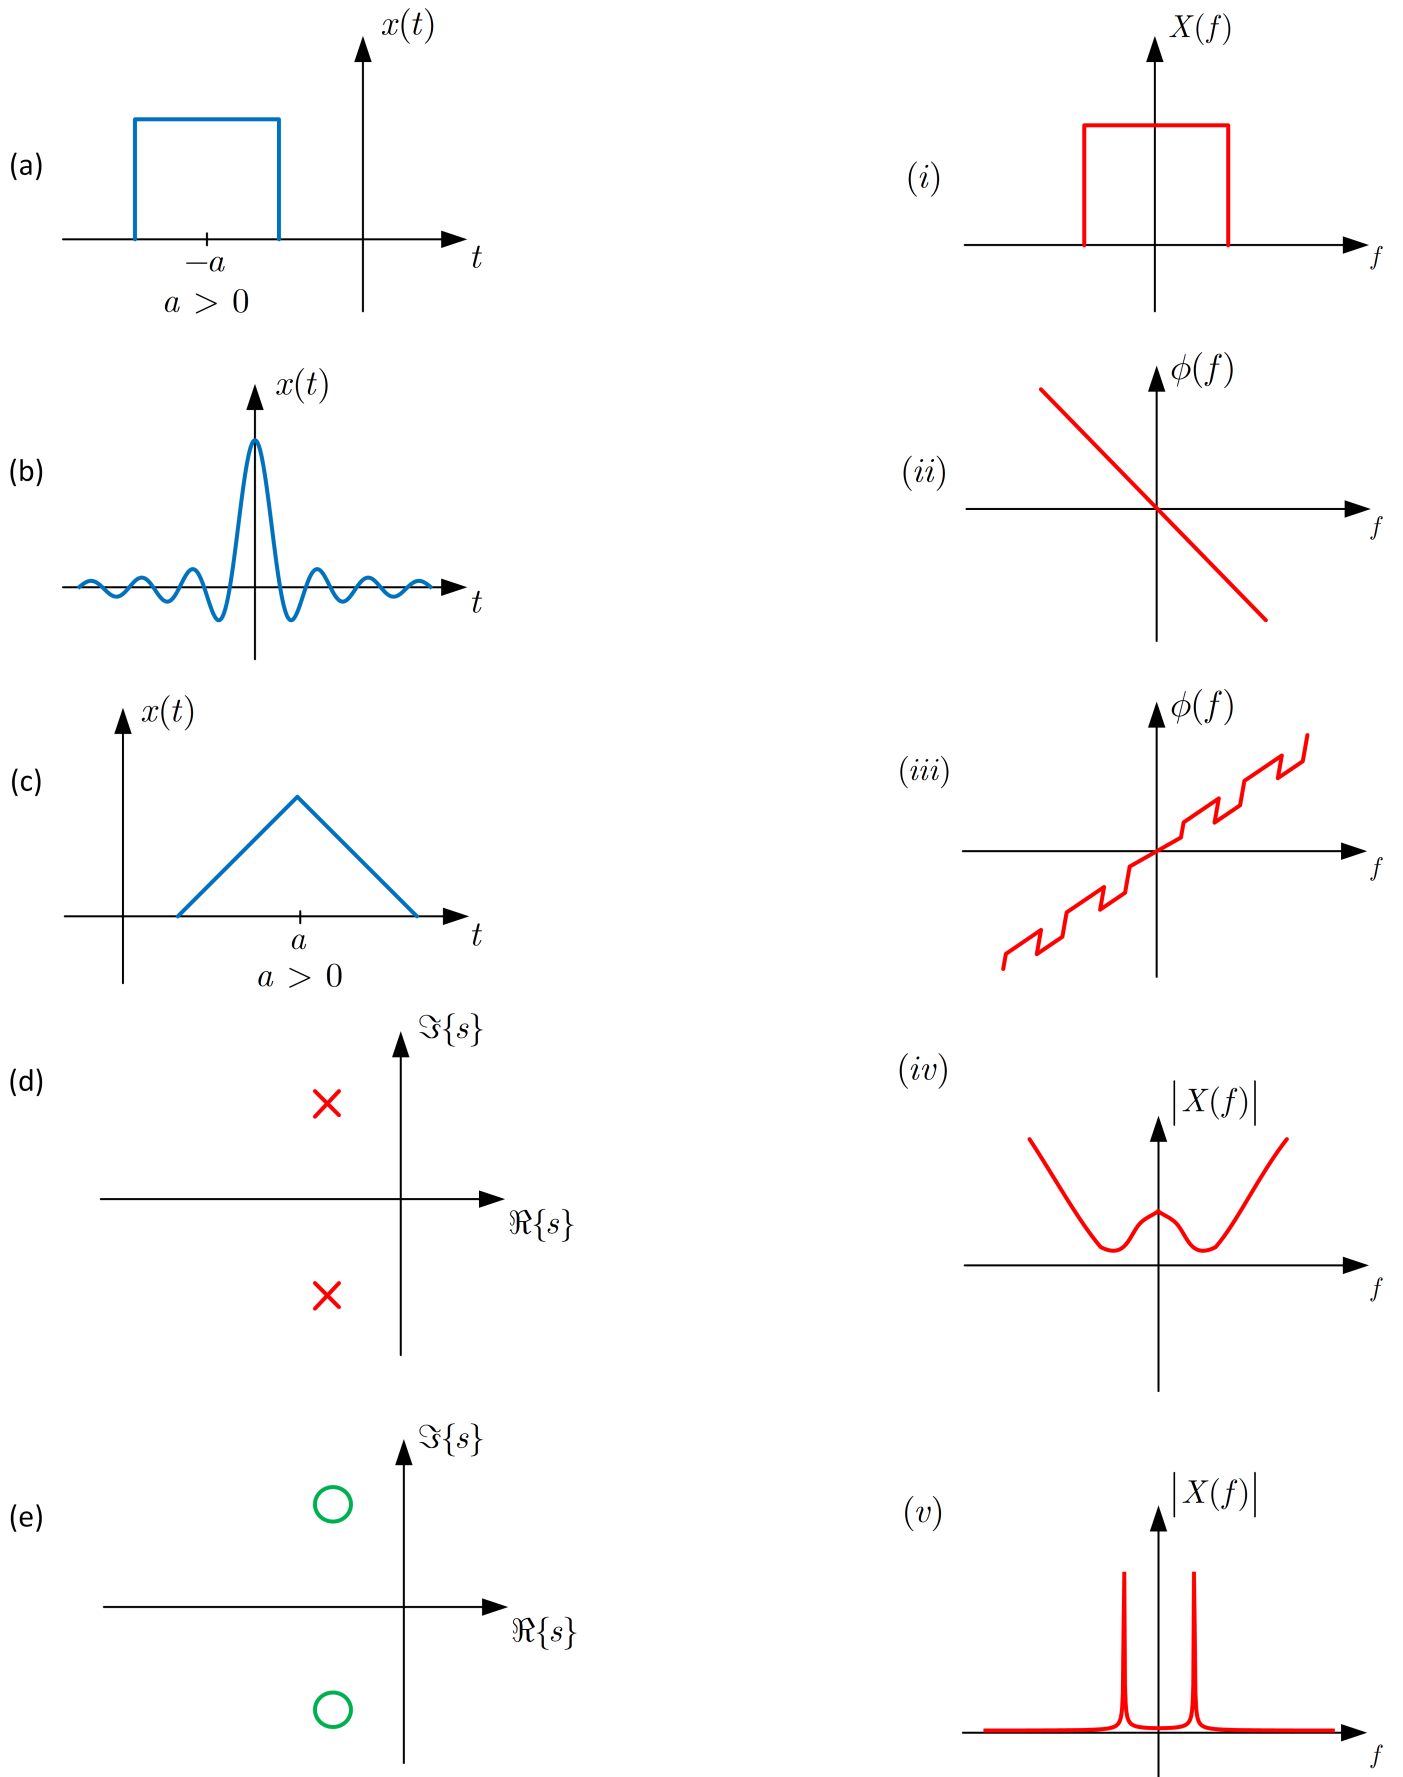 x(t)
(a)
−a
t
a > 0
X(f)
(i)
f
x(t)
(b)
t
ϕ(f)
(ii)
f
x(t)
(c)
a
t
a > 0
ϕ(f)
(iii)
f
ℑ{s}
(d)
ℜ{s}
(iv)
|X(f)|
f
ℑ{s}
(e)
ℜ{s}
|X(f)|
(v)
f